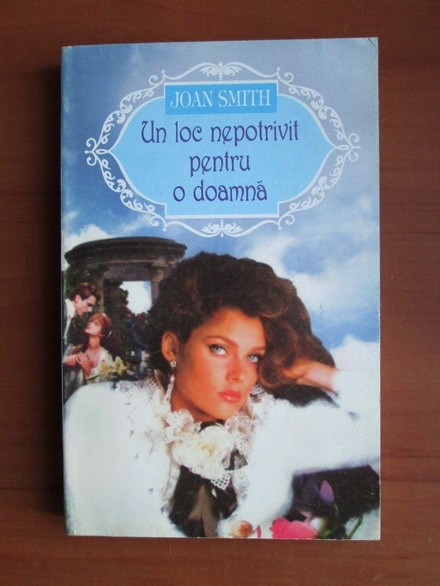 JOAN SMITH
Un loc nepotrivit
pentru
o doamnă